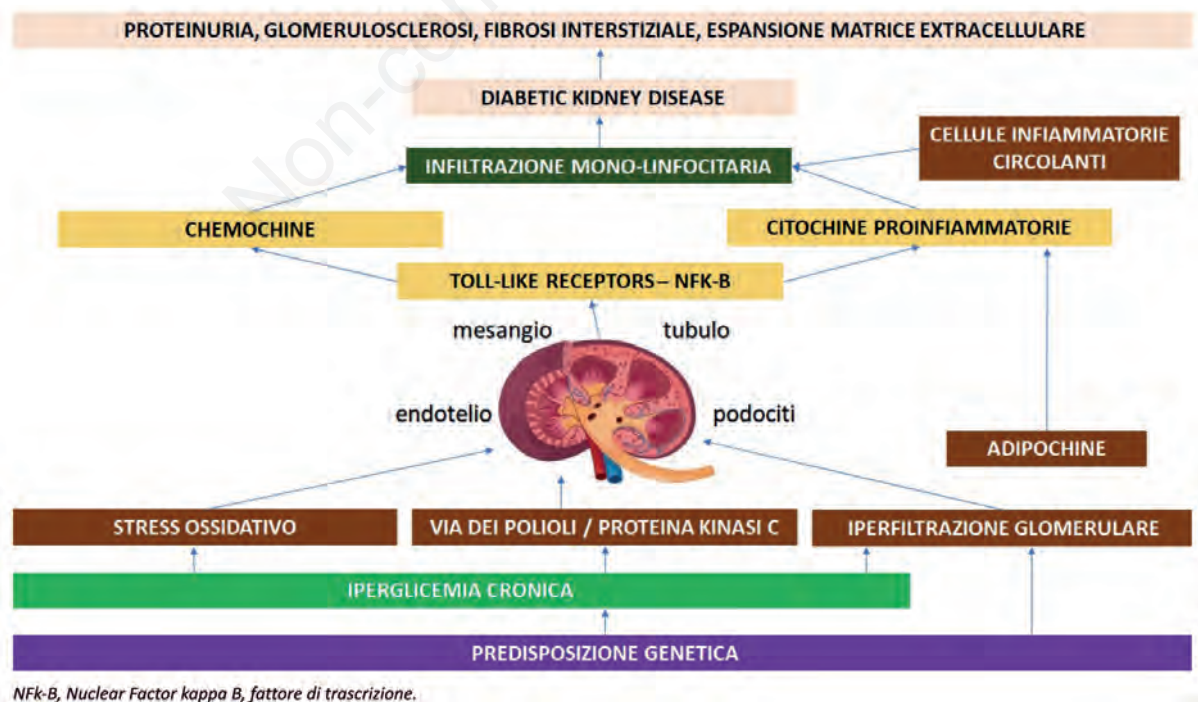 PROTEINURIA, GLOMERULOSCLEROSI, FIBROSI INTERSTIZIALE, ESPANSIONE MATRICE EXTRACELLULARE
DIABETIC KIDNEY DISEASE
CELLULE INFIAMMATORIE
CIRCOLANTI
INFILTRAZIONE MONO-LINFOCITARIA
CHEMOCHINE
CITOCHINE PROINFIAMMATORIE
TOLL-LIKE RECEPTORS – NFK-B
mesangio
tubulo
endotelio
podociti
ADIPOCHINE
STRESS OSSIDATIVO
VIA DEI POLIOLI / PROTEINA KINASI C
IPERFILTRAZIONE GLOMERULARE
IPERGLICEMIA CRONICA
PREDISPOSIZIONE GENETICA
NFk-B, Nuclear Factor kappa B, fattore di trascrizione.
Non-co